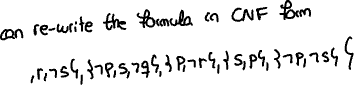 can re-write the formula in CNF form
,r,¬s}, {¬p,s,¬q}, {p,¬r}, {s,p}, {¬p,¬s} }